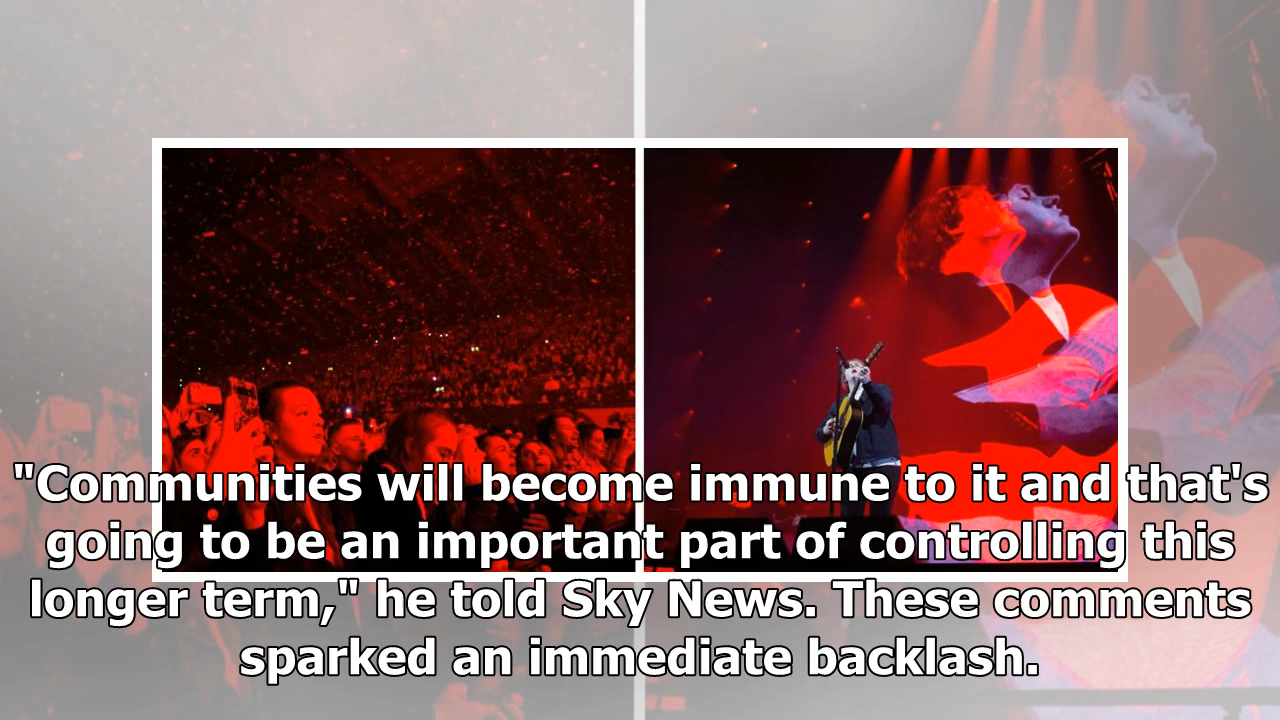 "Communities will become immune to it and that's
going to be an important part of controlling this
longer term," he told Sky News. These comments
sparked an immediate backlash.